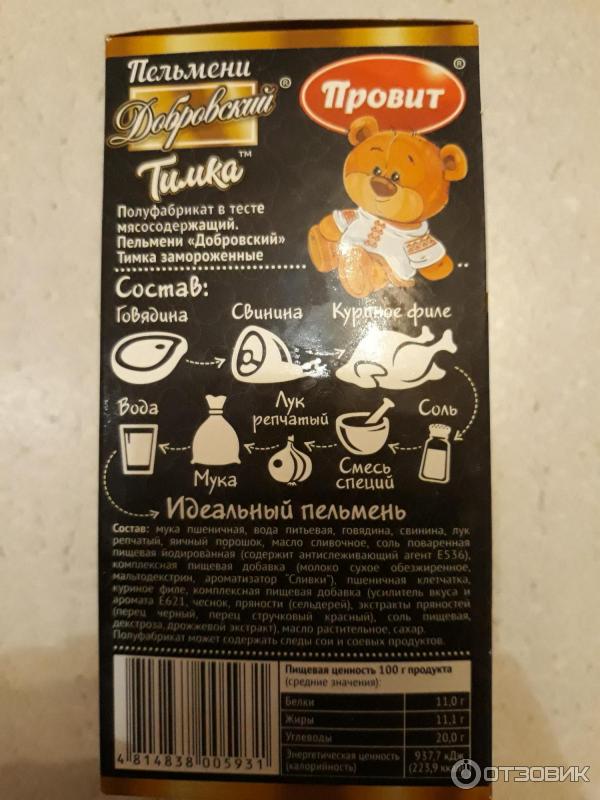 Пельмени
Добровский®
Провит®
Тимка™
Полуфабрикат в тесте
мясосодержащий.
Пельмени «Добровский»
Тимка замороженные
Состав:
Говядина Свинина Куриное филе
Вода Лук репчатый Соль
Мука Смесь специй
Идеальный пельмень
Состав: мука пшеничная, вода питьевая, говядина, свинина, лук
репчатый, яичный порошок, масло сливочное, соль поваренная
пищевая йодированная (содержит антислеживающий агент Е536),
комплексная пищевая добавка (молоко сухое обезжиренное,
мальтодекстрин, ароматизатор "Сливки"), пшеничная клетчатка,
куриное филе, комплексная пищевая добавка (усилитель вкуса и
аромата Е621, чеснок, пряности (сельдерей), экстракты пряностей
(перец черный, перец стручковый красный), соль пищевая,
декстроза, дрожжевой экстракт), масло растительное, сахар.
Полуфабрикат может содержать следы сои и соевых продуктов.
Пищевая ценность 100 г продукта
(средние значения):
Белки 11,0 г
Жиры 11,1 г
Углеводы 20,0 г
Энергетическая ценность 937,7 кДж
(калорийность) (223,9 кк
4 814838 005931
ОТЗОВИК